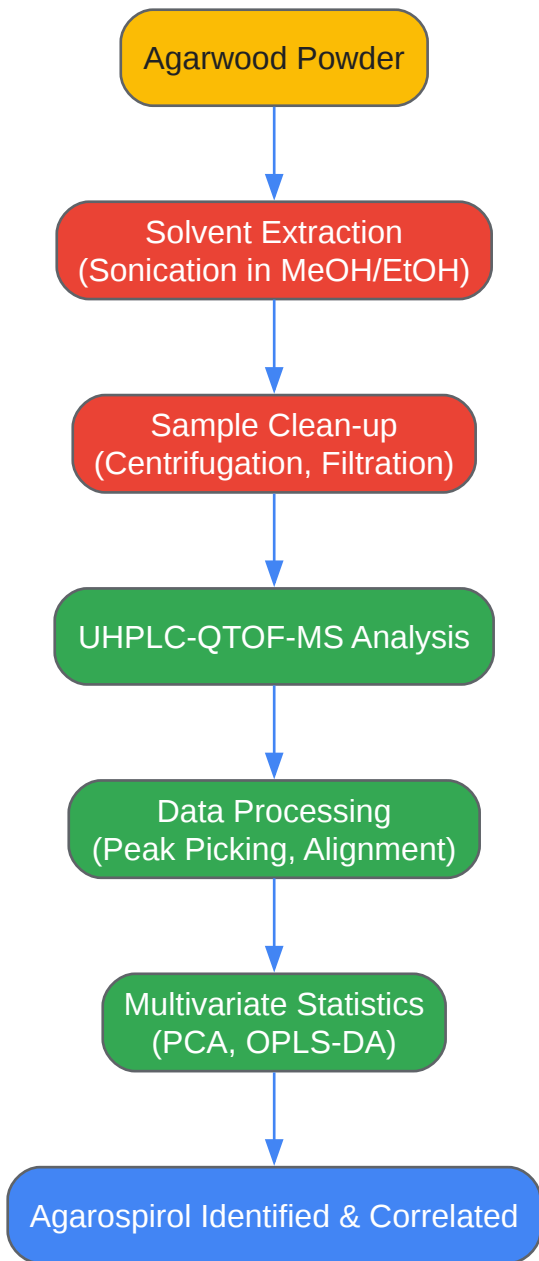 Agarwood Powder
Solvent Extraction
(Sonication in MeOH/EtOH)
Sample Clean-up
(Centrifugation, Filtration)
UHPLC-QTOF-MS Analysis
Data Processing
(Peak Picking, Alignment)
Multivariate Statistics
(PCA, OPLS-DA)
Agarospirol Identified & Correlated